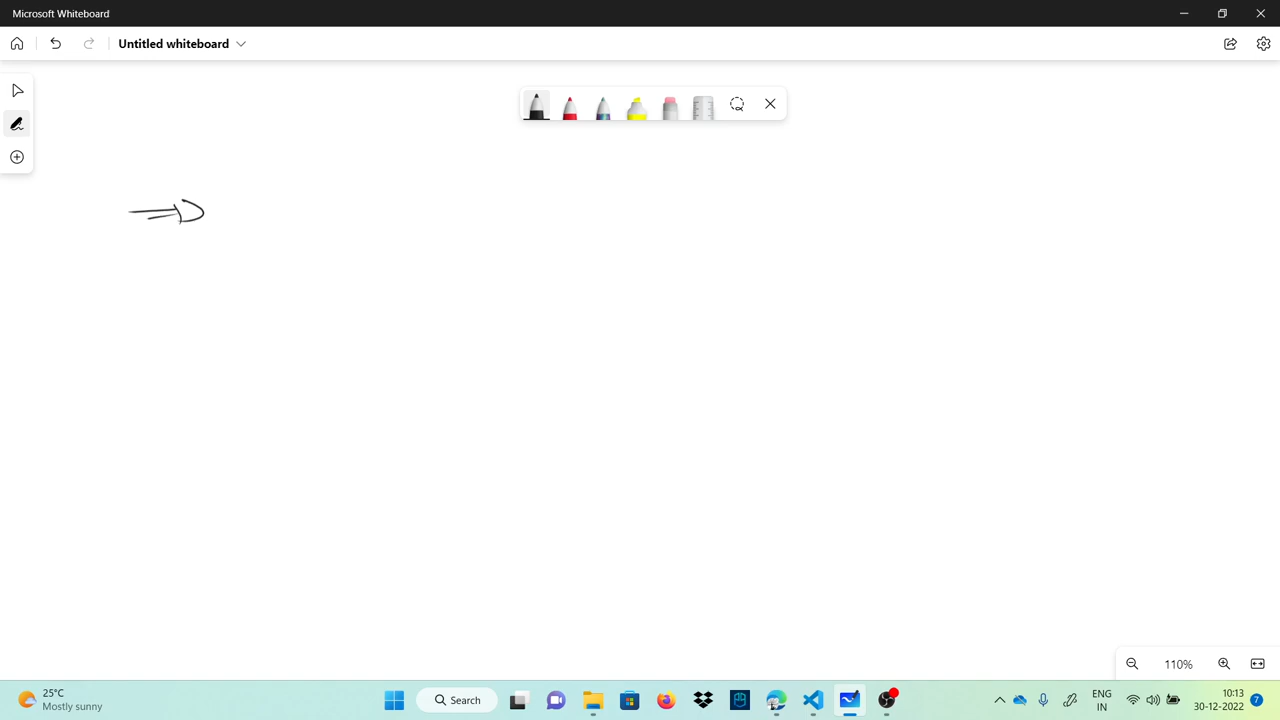 Microsoft Whiteboard
Untitled whiteboard
110%
25°C
Mostly sunny
Search
ENG
IN
10:13
30-12-2022
7